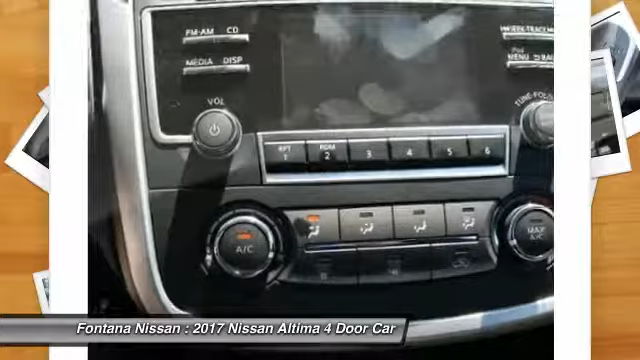 FM-AM CD
MEDIA DISP
MENU
VOL
RPT RDM
1 2 3 4 5 6
A/C
MAX
A/C
Fontana Nissan : 2017 Nissan Altima 4 Door Car